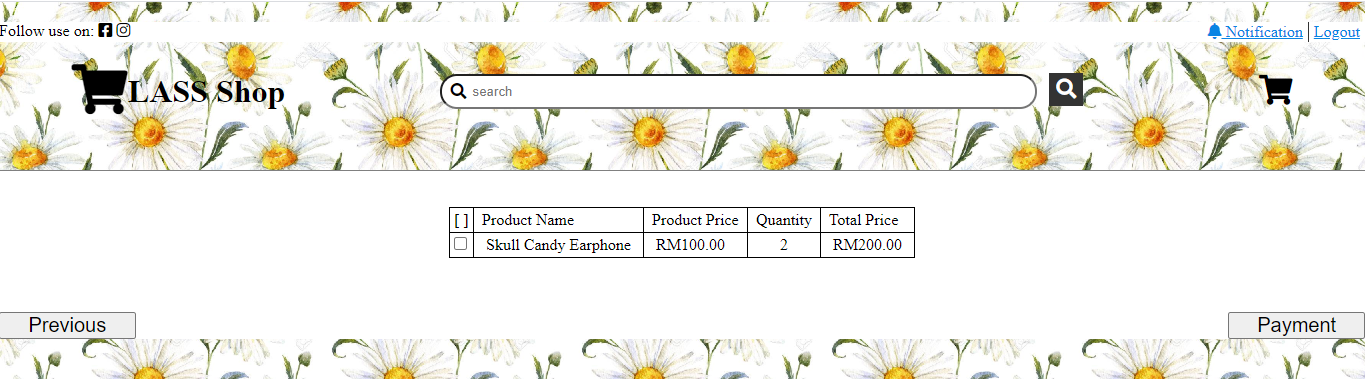 Follow use on:
Notification | Logout
LASS Shop
search
[ ] Product Name Product Price Quantity Total Price
Skull Candy Earphone RM100.00 2 RM200.00
Previous
Payment